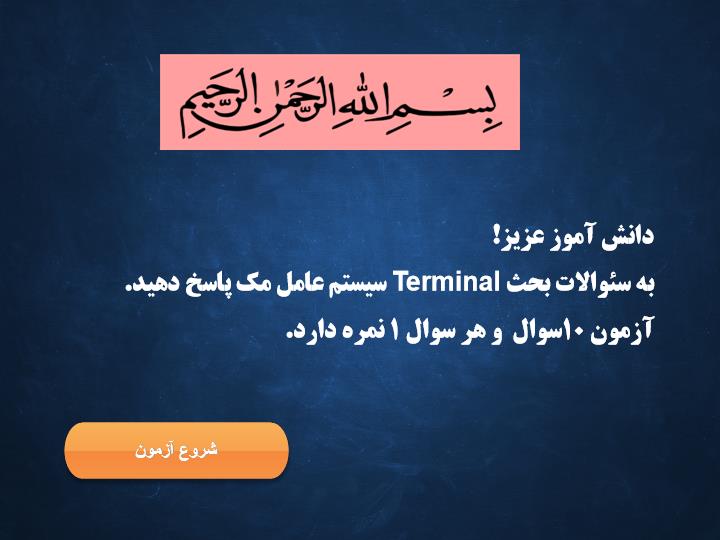 بِسْمِ اللهِ الرَّحْمٰنِ الرَّحِيمِ
دانش آموز عزیز!
به سئوالات بحث Terminal سیستم عامل مک پاسخ دهید.
آزمون ۱۰سوال و هر سوال ۱ نمره دارد.
شروع آزمون